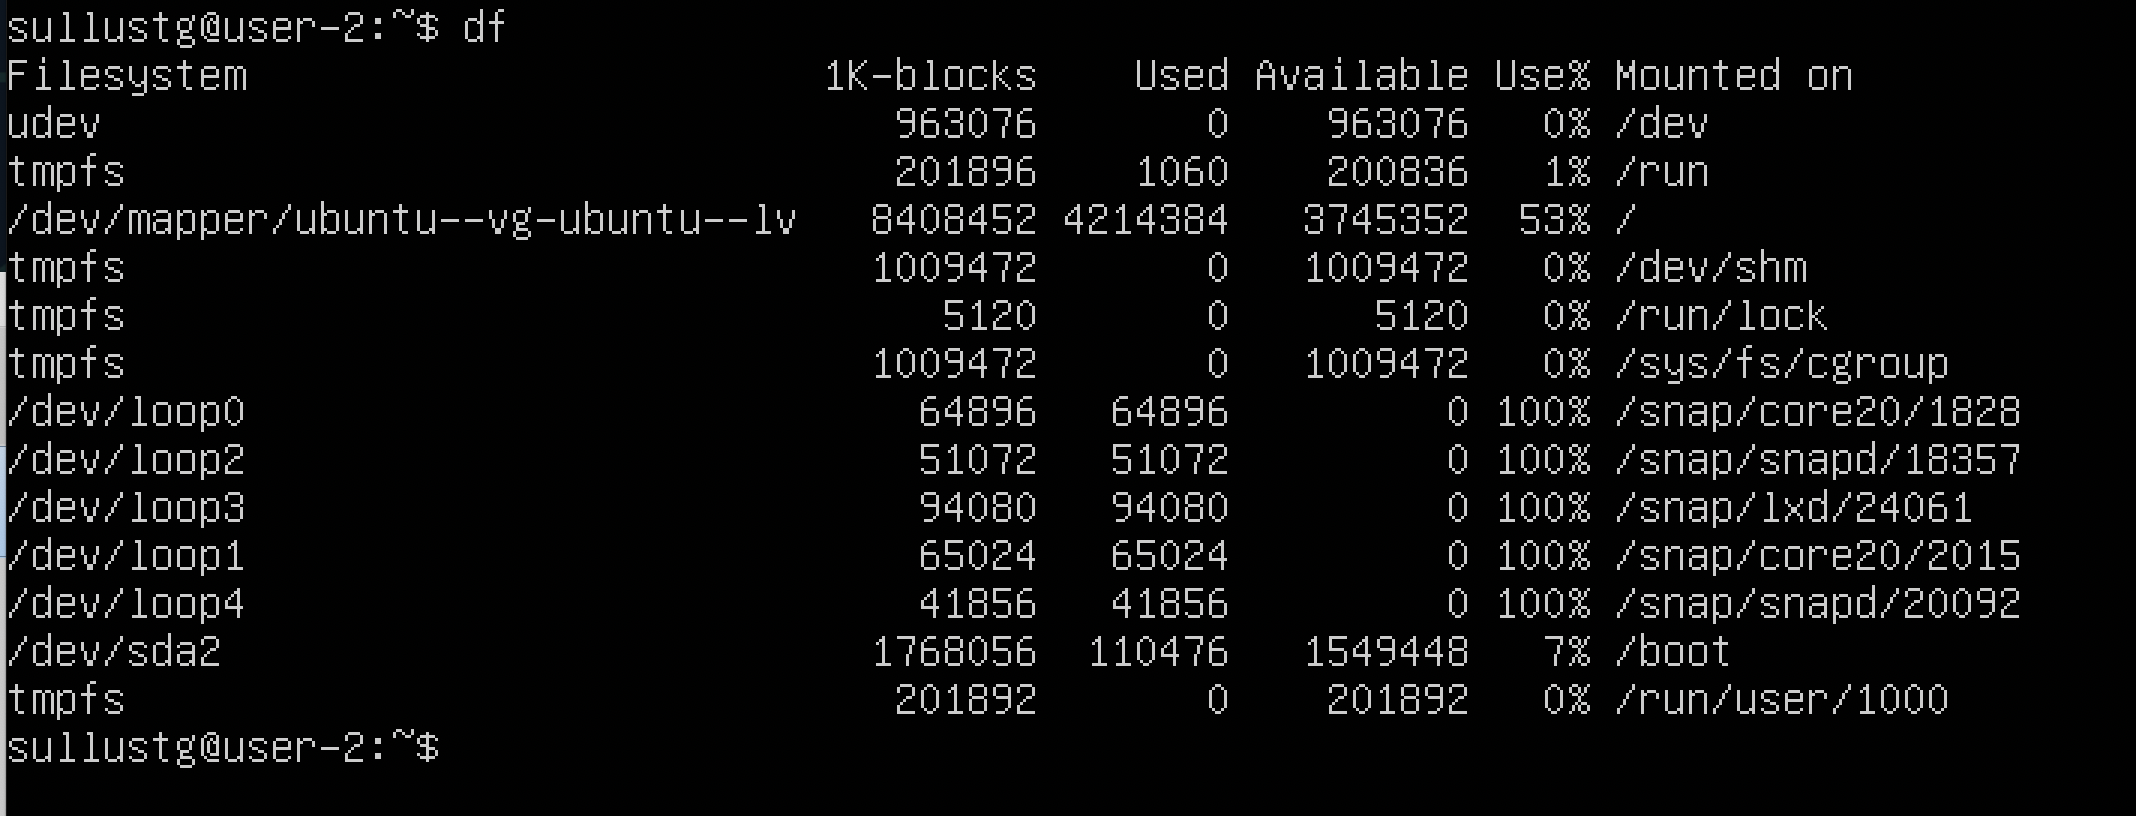 sullustg@user-2:~$ df
Filesystem                        1K-blocks    Used Available Use% Mounted on
udev                                 963076       0    963076   0% /dev
tmpfs                                201896    1060    200836   1% /run
/dev/mapper/ubuntu--vg-ubuntu--lv   8408452 4214384   3745352  53% /
tmpfs                               1009472       0   1009472   0% /dev/shm
tmpfs                                  5120       0      5120   0% /run/lock
tmpfs                               1009472       0   1009472   0% /sys/fs/cgroup
/dev/loop0                            64896   64896         0 100% /snap/core20/1828
/dev/loop2                            51072   51072         0 100% /snap/snapd/18357
/dev/loop3                            94080   94080         0 100% /snap/lxd/24061
/dev/loop1                            65024   65024         0 100% /snap/core20/2015
/dev/loop4                            41856   41856         0 100% /snap/snapd/20092
/dev/sda2                           1768056  110476   1549448   7% /boot
tmpfs                                201892       0    201892   0% /run/user/1000
sullustg@user-2:~$